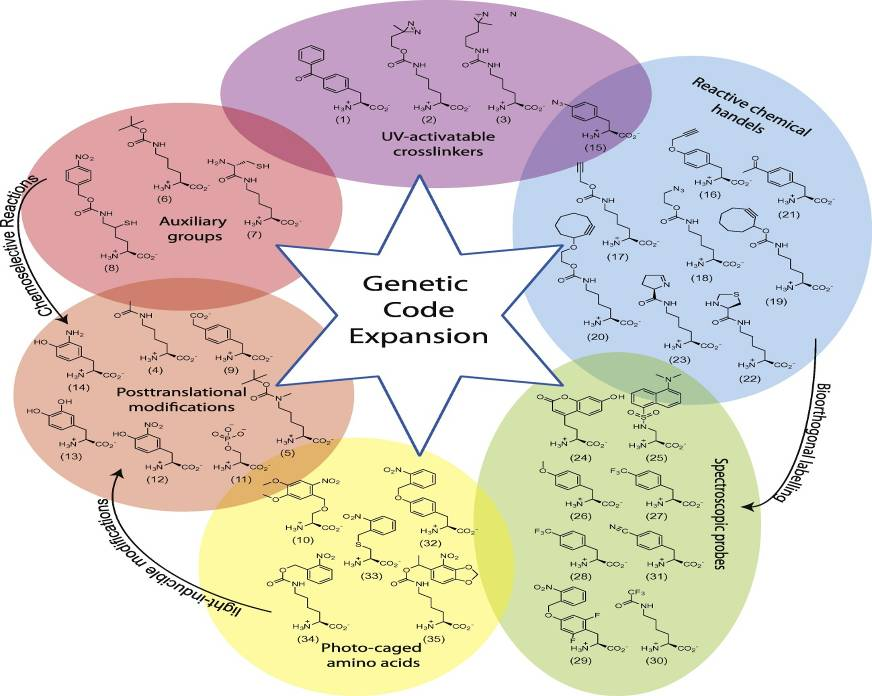 UV-activatable
crosslinkers
(1)
(2)
(3)
Reactive chemical
handels
(15)
(16)
(21)
(17)
(18)
(19)
(20)
(23)
(22)
Auxiliary
groups
(6)
(7)
(8)
Chemoselective Reactions
Genetic
Code
Expansion
Posttranslational
modifications
(14)
(4)
(9)
(13)
(12)
(11)
(5)
Bioorthogonal labelling
Spectroscopic probes
(24)
(25)
(26)
(27)
(28)
(31)
(29)
(30)
light-inducible modifications
(10)
(32)
(33)
(34)
(35)
Photo-caged
amino acids